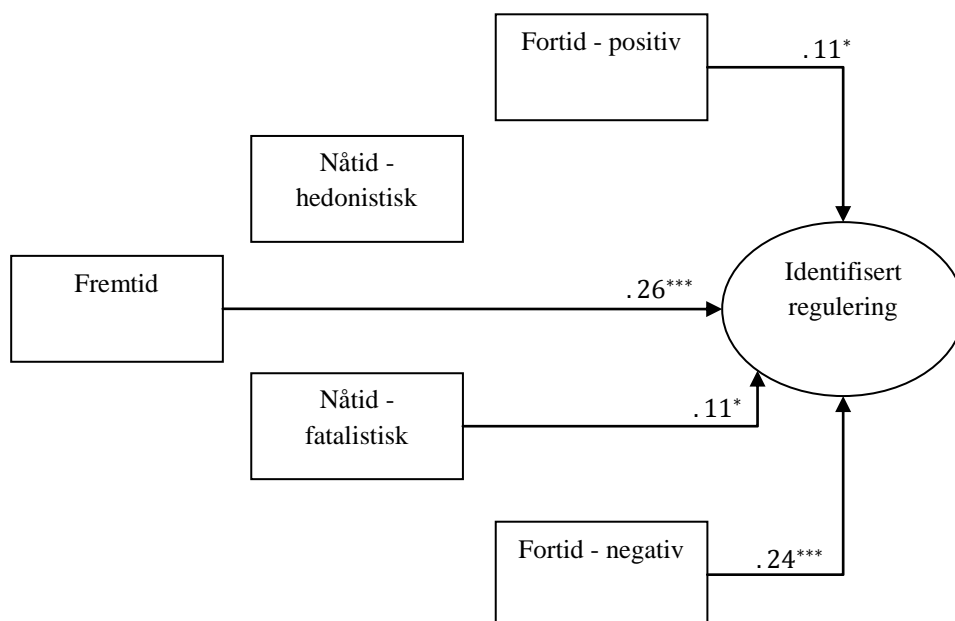 Fortid - positiv
.11*
Nåtid -
hedonistisk
Fremtid
.26***
Identifisert
regulering
Nåtid -
fatalistisk
.11*
Fortid - negativ
.24***